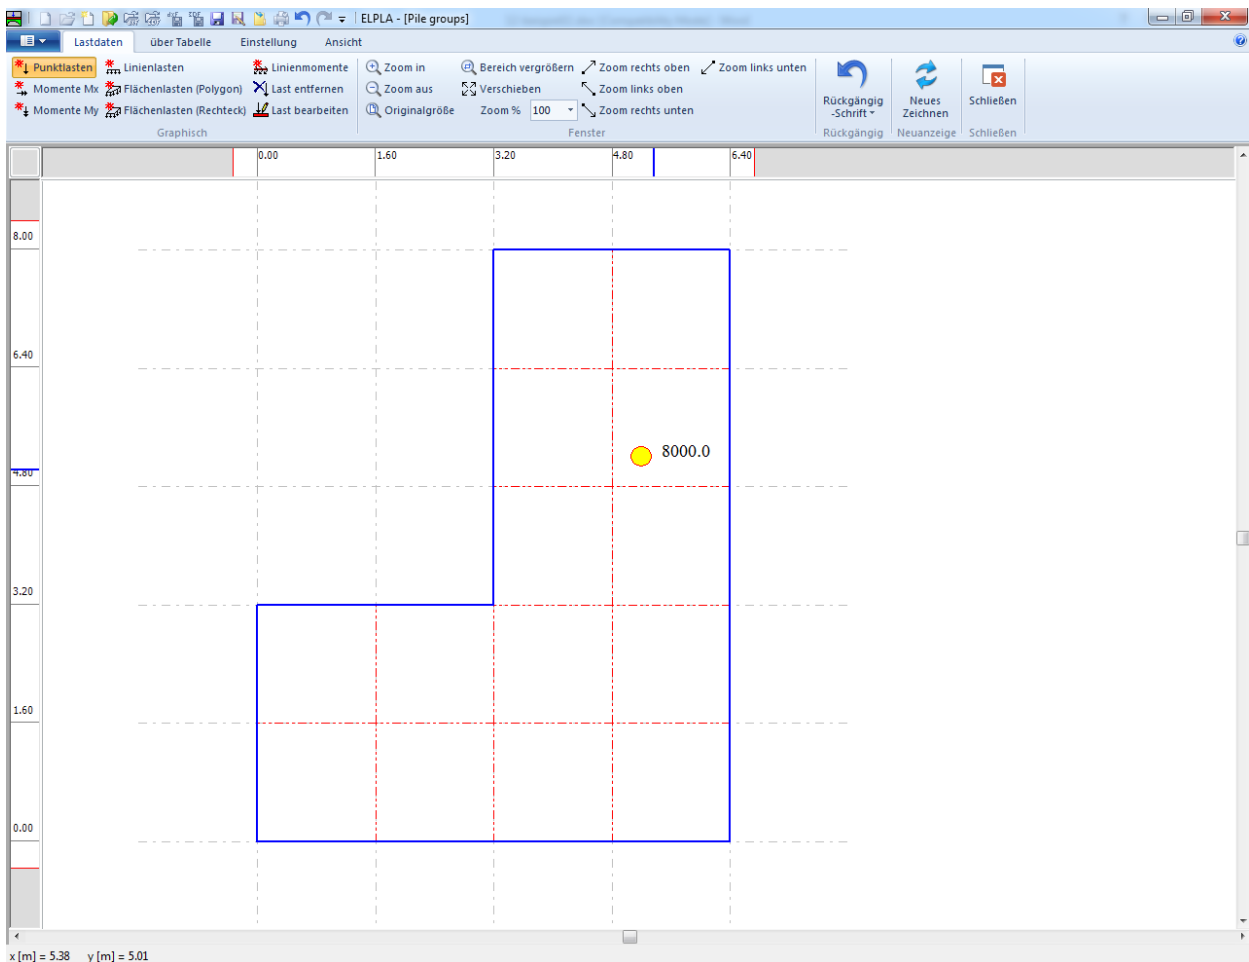 ELPLA - [Pile groups]
Lastdaten über Tabelle Einstellung Ansicht
Punktlasten Linienlasten Linienmomente Zoom in Bereich vergrößern Zoom rechts oben Zoom links unten
Momente Mx Flächenlasten (Polygon) Last entfernen Zoom aus Verschieben Zoom links oben
Momente My Flächenlasten (Rechteck) Last bearbeiten Originalgröße Zoom % 100 Zoom rechts unten
Rückgängig
-Schrift
Neues
Zeichnen
Schließen
Graphisch Fenster Rückgängig Neuanzeige Schließen
0.00 1.60 3.20 4.80 6.40
8.00
6.40
8000.0
4.80
3.20
1.60
0.00
x [m] = 5.38 y [m] = 5.01